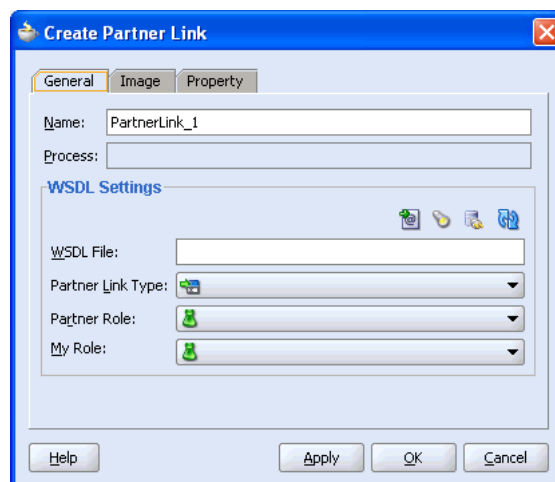 Create Partner Link
General Image Property
Name: PartnerLink_1
Process:
WSDL Settings
WSDL File:
Partner Link Type:
Partner Role:
My Role:
Help Apply OK Cancel